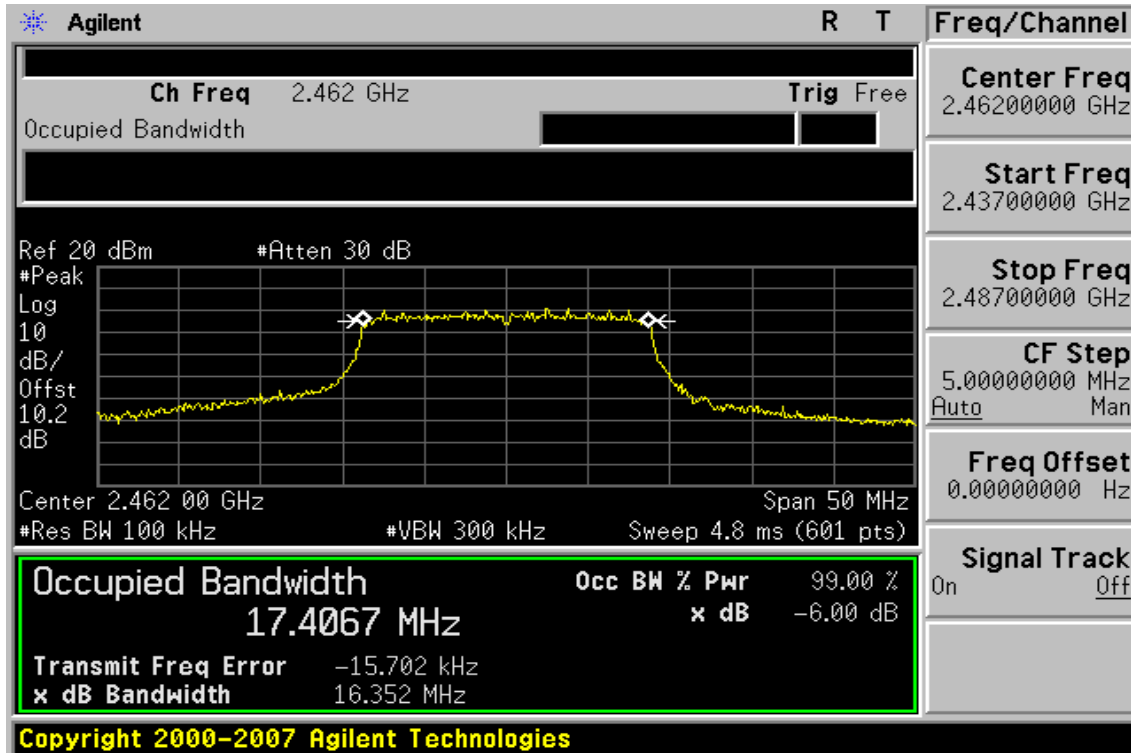 Agilent R T
Ch Freq 2.462 GHz Trig Free
Occupied Bandwidth
Ref 20 dBm #Atten 30 dB
#Peak
Log
10
dB/
Offst
10.2
dB
Center 2.462 00 GHz Span 50 MHz
#Res BW 100 kHz #VBW 300 kHz Sweep 4.8 ms (601 pts)
Occupied Bandwidth
17.4067 MHz
Occ BW % Pwr 99.00 %
x dB -6.00 dB
Transmit Freq Error -15.702 kHz
x dB Bandwidth 16.352 MHz
Copyright 2000-2007 Agilent Technologies
Freq/Channel
Center Freq
2.46200000 GHz
Start Freq
2.43700000 GHz
Stop Freq
2.48700000 GHz
CF Step
5.00000000 MHz
Auto Man
Freq Offset
0.00000000 Hz
Signal Track
On Off